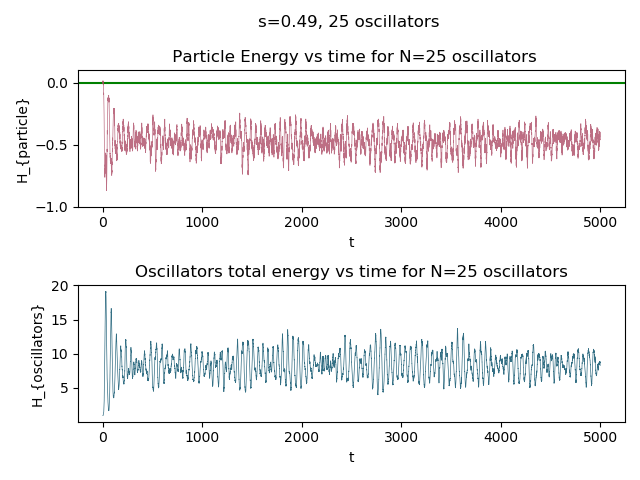 s=0.49, 25 oscillators
Particle Energy vs time for N=25 oscillators
H_{particle}
0.0
−0.5
−1.0
0 1000 2000 3000 4000 5000
t
Oscillators total energy vs time for N=25 oscillators
H_{oscillators}
20
15
10
5
0 1000 2000 3000 4000 5000
t